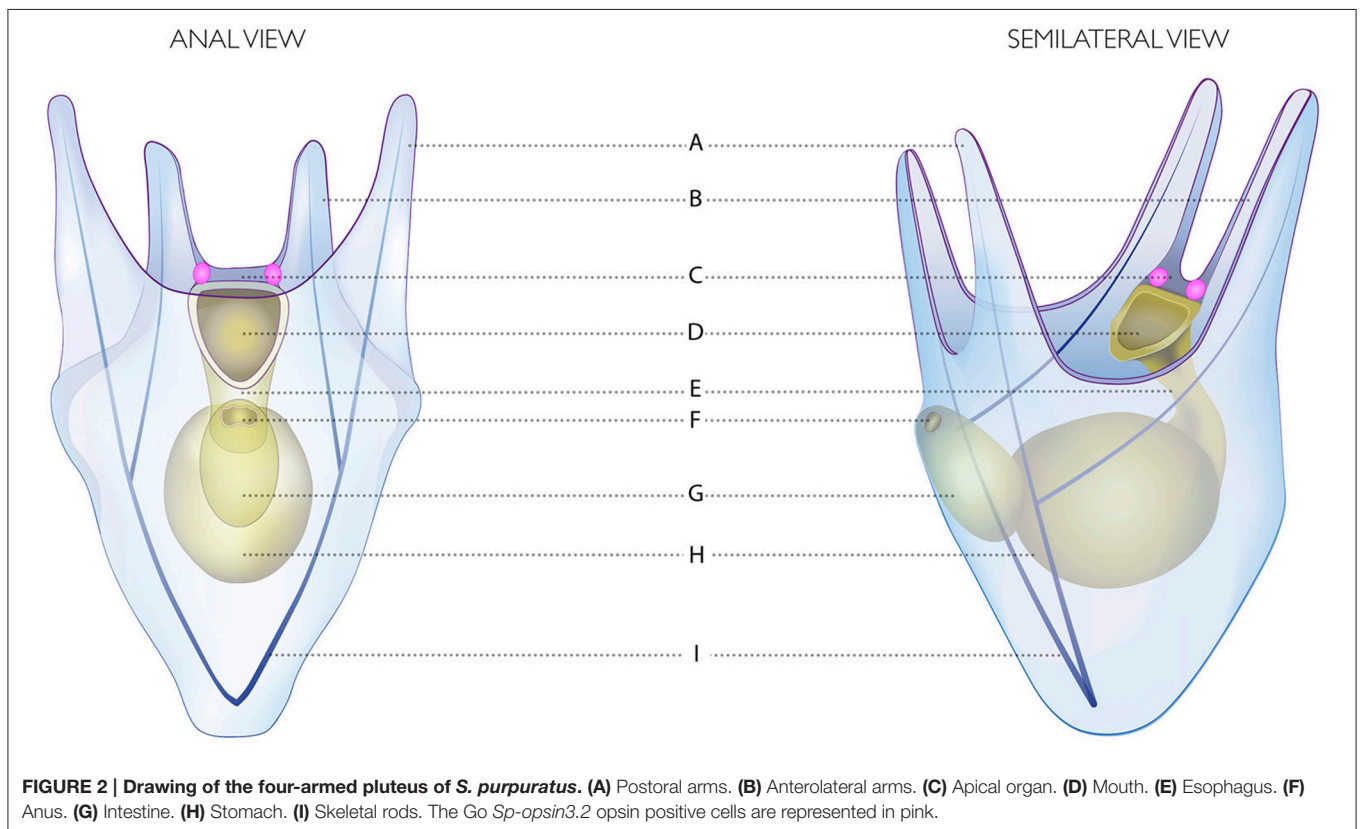 ANAL VIEW
SEMILATERAL VIEW
A
B
C
D
E
F
G
H
I
FIGURE 2 | Drawing of the four-armed pluteus of S. purpuratus. (A) Postoral arms. (B) Anterolateral arms. (C) Apical organ. (D) Mouth. (E) Esophagus. (F)
Anus. (G) Intestine. (H) Stomach. (I) Skeletal rods. The Go Sp-opsin3.2 opsin positive cells are represented in pink.